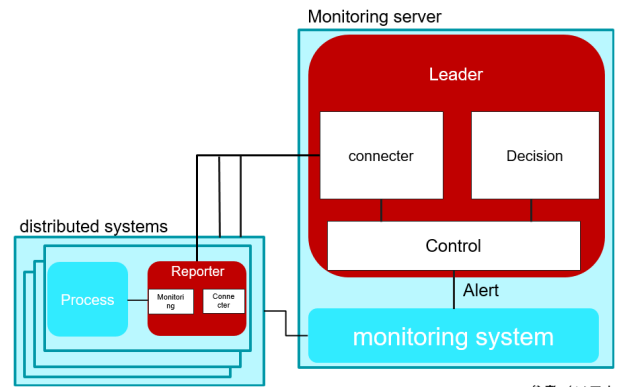 Monitoring server
Leader
connecter
Decision
Control
Alert
monitoring system
distributed systems
Process
Reporter
Monitori
ng
Conne
cter